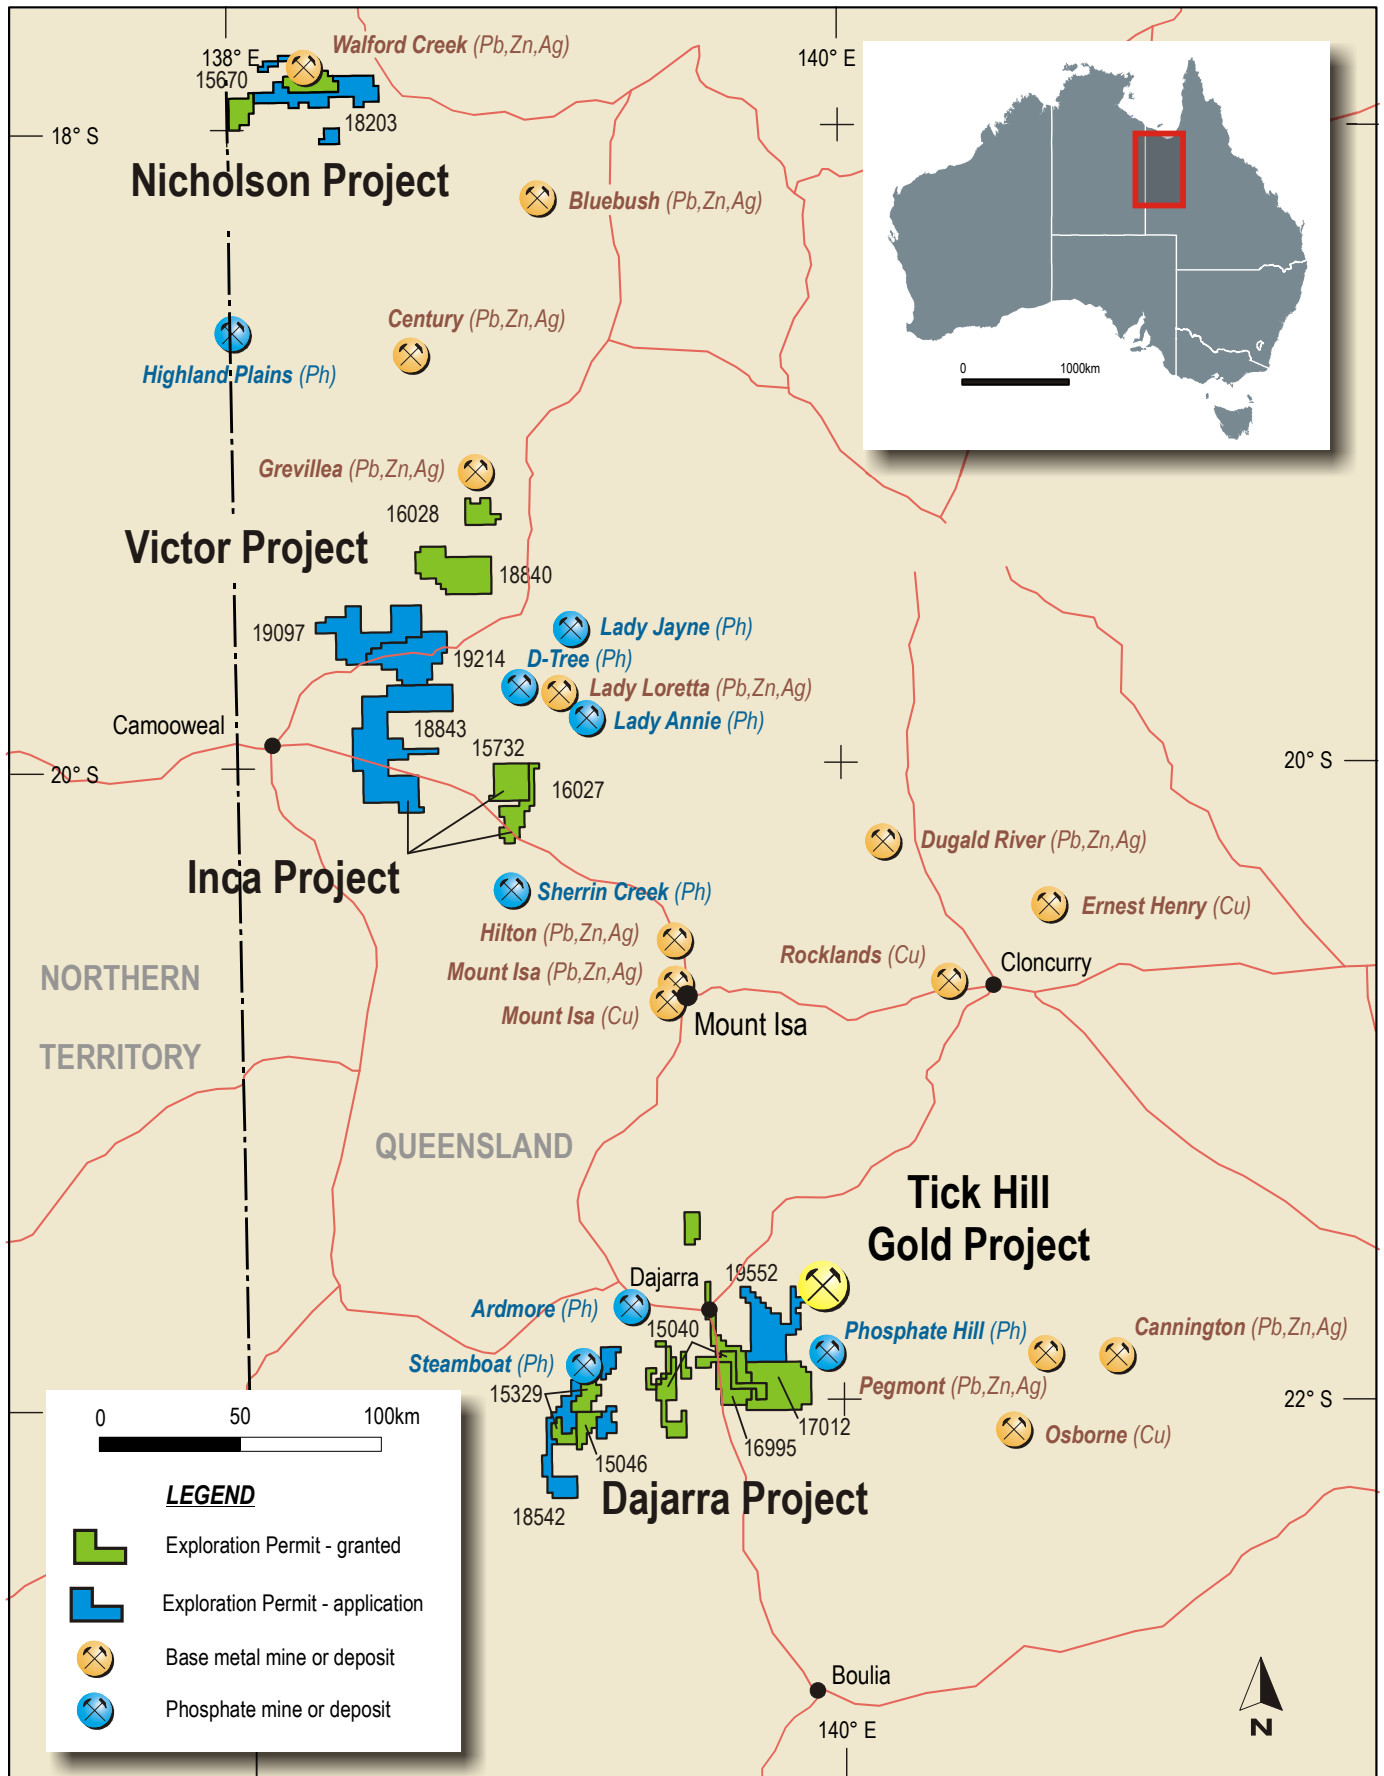 Walford Creek (Pb,Zn,Ag)
138° E
140° E
15670
18203
18° S
Nicholson Project
Bluebush (Pb,Zn,Ag)
Century (Pb,Zn,Ag)
Highland Plains (Ph)
0
1000km
Grevillea (Pb,Zn,Ag)
16028
Victor Project
18840
19097
Lady Jayne (Ph)
19214
D-Tree (Ph)
Lady Loretta (Pb,Zn,Ag)
Lady Annie (Ph)
Camooweal
18843
15732
20° S
20° S
16027
Dugald River (Pb,Zn,Ag)
Inca Project
Sherrin Creek (Ph)
Ernest Henry (Cu)
Hilton (Pb,Zn,Ag)
Rocklands (Cu)
Cloncurry
NORTHERN
TERRITORY
Mount Isa (Pb,Zn,Ag)
Mount Isa (Cu)
Mount Isa
QUEENSLAND
Tick Hill
Gold Project
Dajarra
19552
Ardmore (Ph)
15040
Phosphate Hill (Ph)
Cannington (Pb,Zn,Ag)
Steamboat (Ph)
15329
Pegmont (Pb,Zn,Ag)
22° S
17012
16995
Osborne (Cu)
15046
18542
Dajarra Project
0
50
100km
LEGEND
Exploration Permit - granted
Exploration Permit - application
Base metal mine or deposit
Phosphate mine or deposit
Boulia
140° E
N